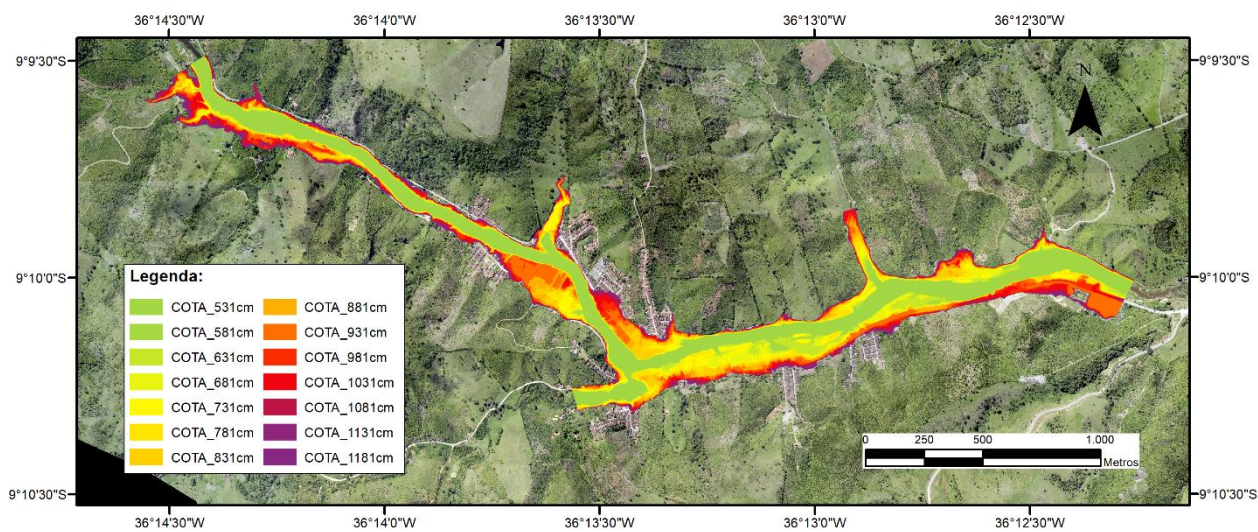 36°14'30"W 36°14'0"W 36°13'30"W 36°13'0"W 36°12'30"W
9°9'30"S 9°9'30"S
N
9°10'0"S 9°10'0"S
Legenda:
COTA_531cm COTA_881cm
COTA_581cm COTA_931cm
COTA_631cm COTA_981cm
COTA_681cm COTA_1031cm
COTA_731cm COTA_1081cm
COTA_781cm COTA_1131cm
COTA_831cm COTA_1181cm
0 250 500 1.000
Metros
9°10'30"S 9°10'30"S
36°14'30"W 36°14'0"W 36°13'30"W 36°13'0"W 36°12'30"W